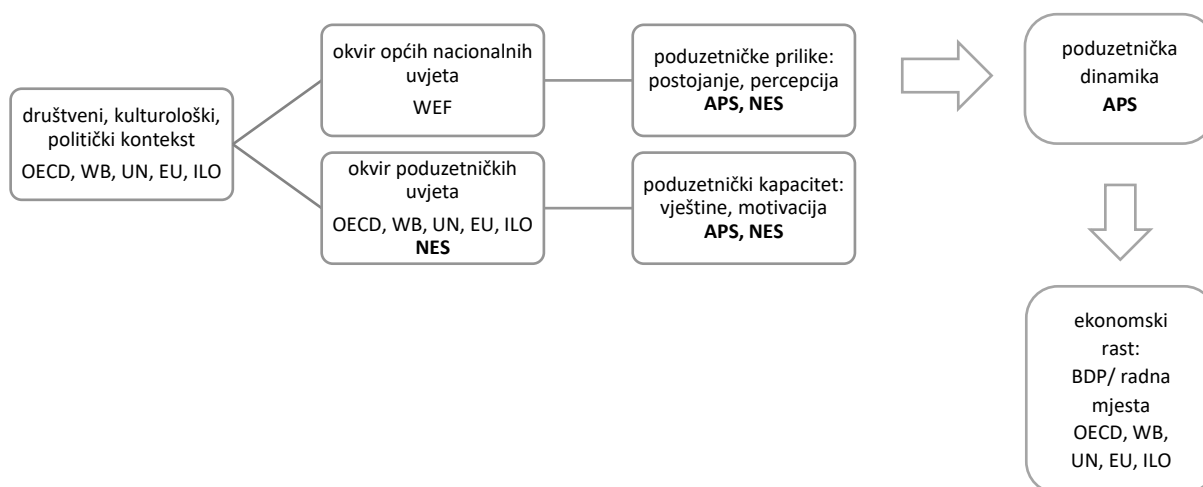 društveni, kulturološki,
politički kontekst
OECD, WB, UN, EU, ILO
okvir općih nacionalnih
uvjeta
WEF
okvir poduzetničkih
uvjeta
OECD, WB, UN, EU, ILO
NES
poduzetničke prilike:
postojanje, percepcija
APS, NES
poduzetnički kapacitet:
vještine, motivacija
APS, NES
poduzetnička
dinamika
APS
ekonomski
rast:
BDP/ radna
mjesta
OECD, WB,
UN, EU, ILO